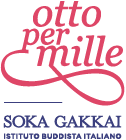 otto
per
mille
SOKA GAKKAI
ISTITUTO BUDDISTA ITALIANO